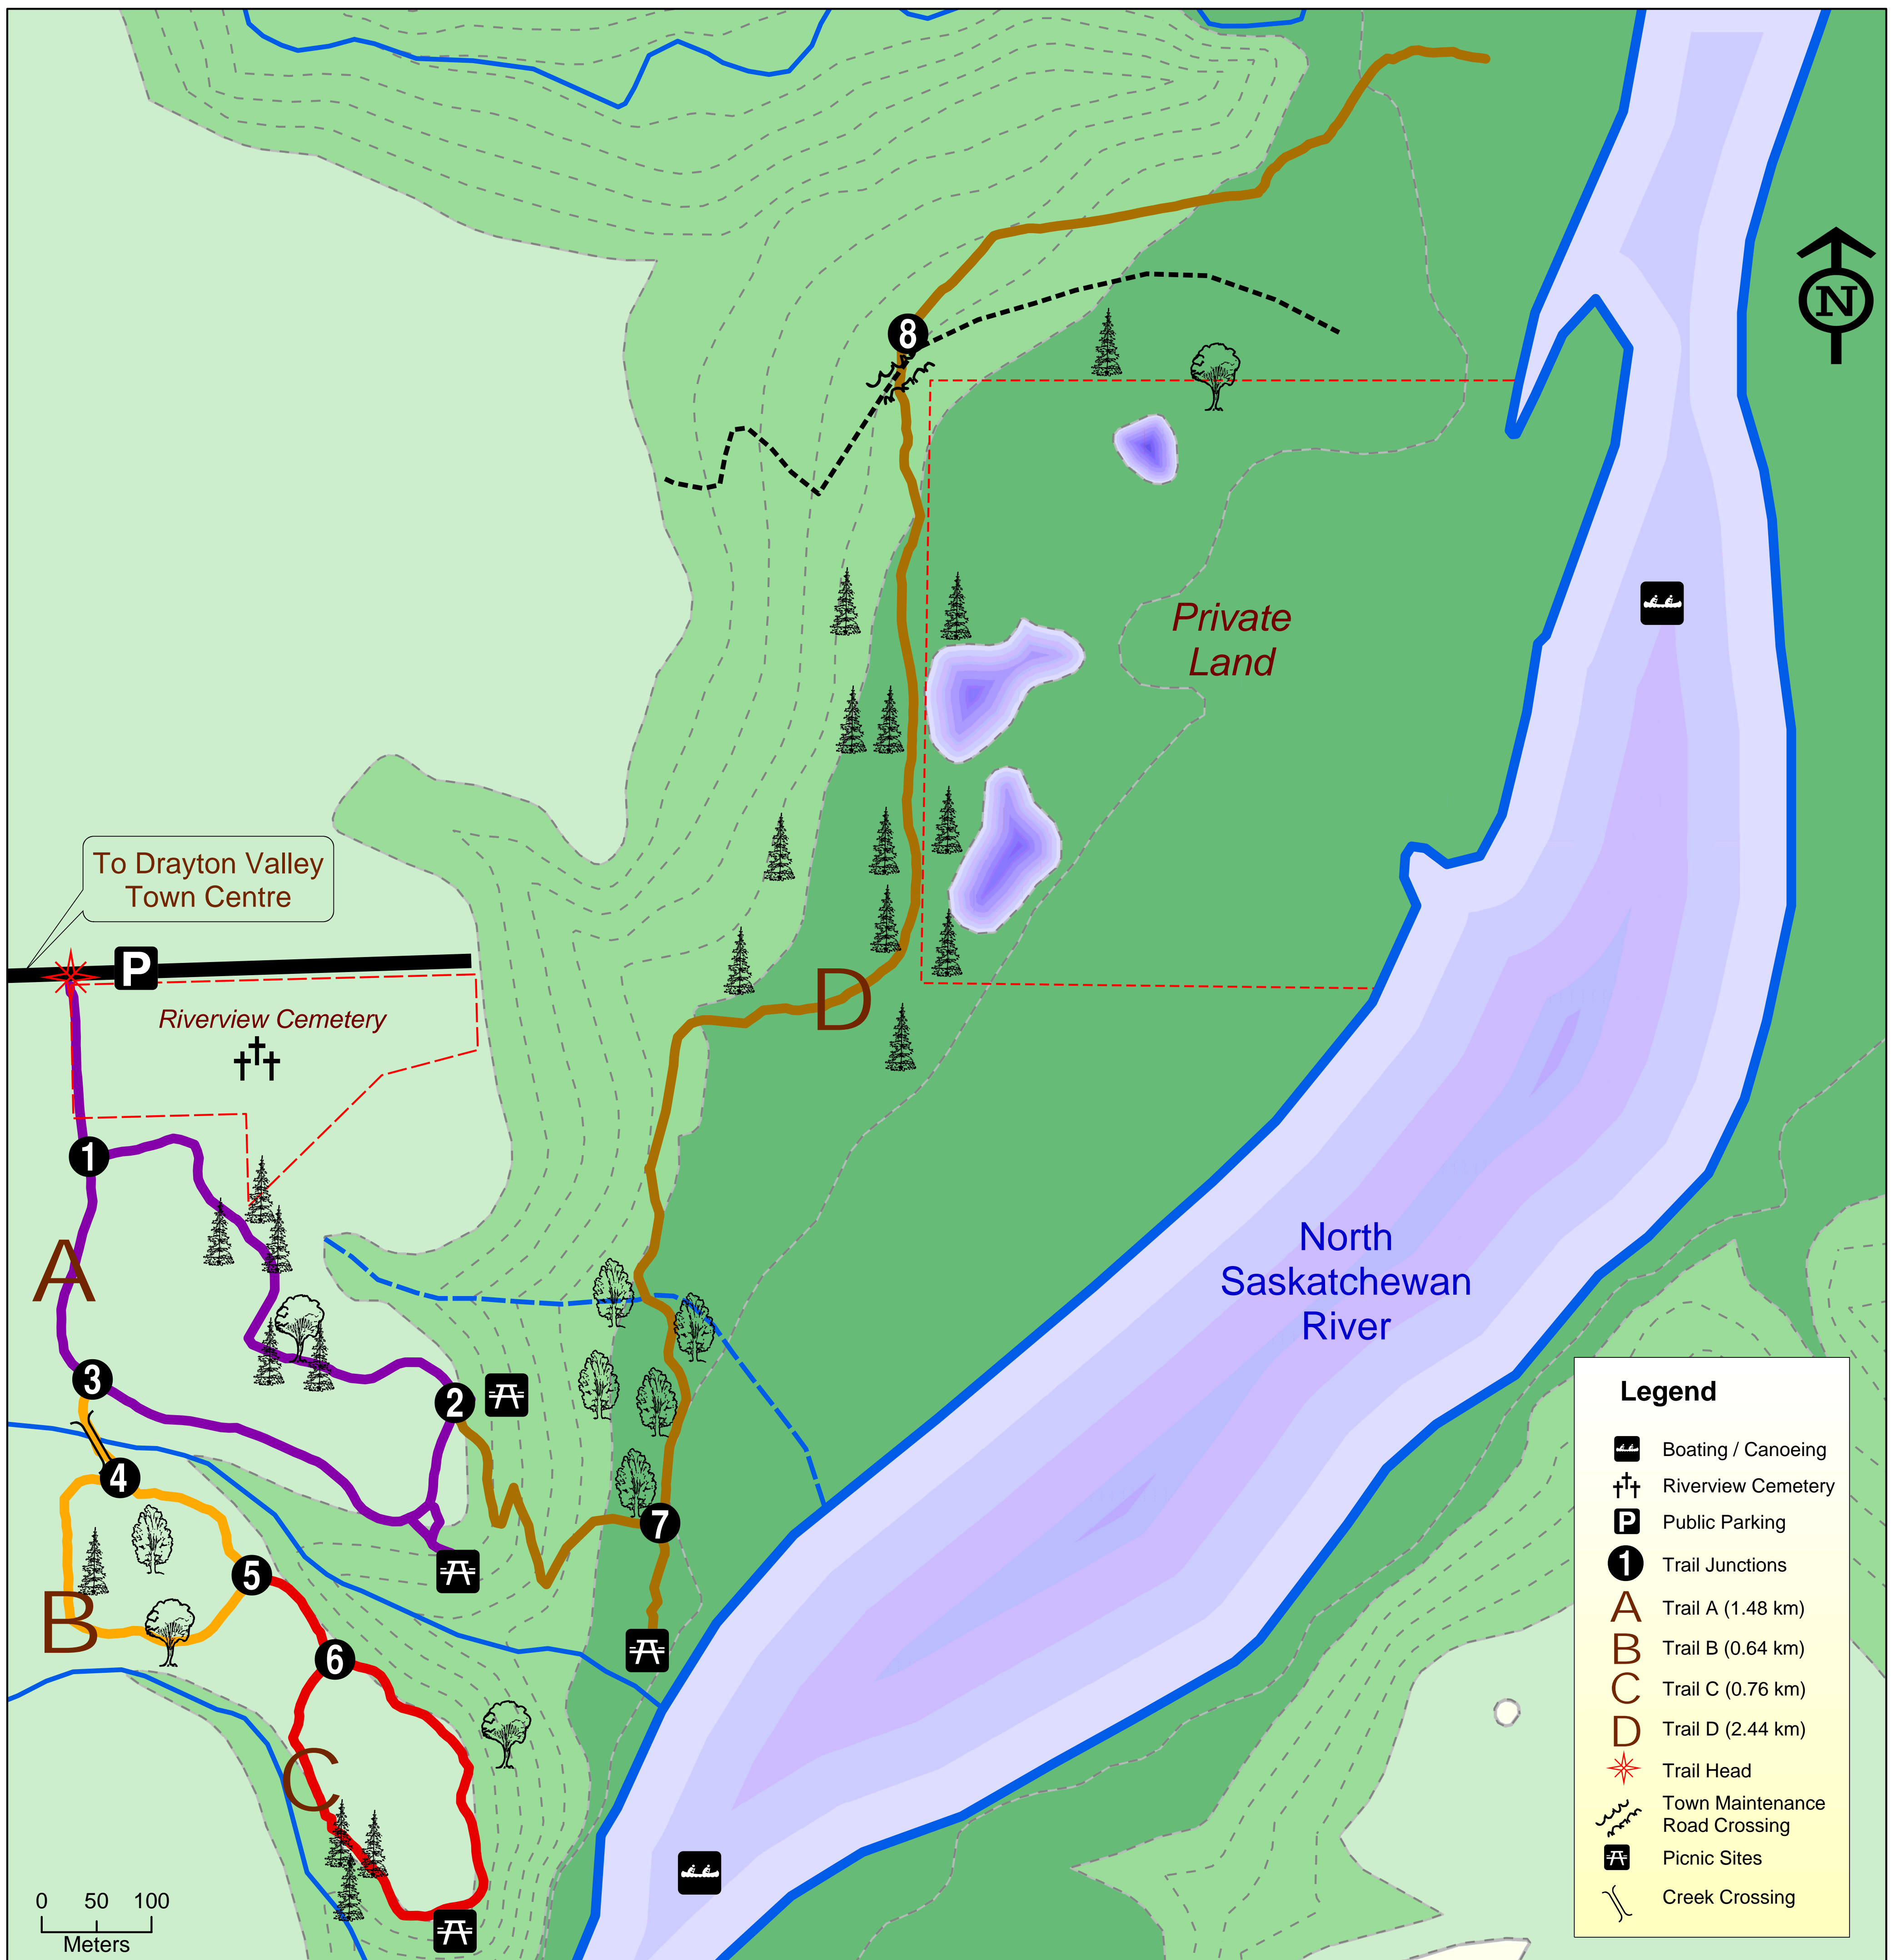 N
8
Private
Land
To Drayton Valley
Town Centre
P
D
Riverview Cemetery
1
A
North
Saskatchewan
River
3
2
4
7
5
B
6
C
0 50 100
Meters
Legend
Boating / Canoeing
Riverview Cemetery
P Public Parking
1 Trail Junctions
A Trail A (1.48 km)
B Trail B (0.64 km)
C Trail C (0.76 km)
D Trail D (2.44 km)
Trail Head
Town Maintenance
Road Crossing
Picnic Sites
Creek Crossing